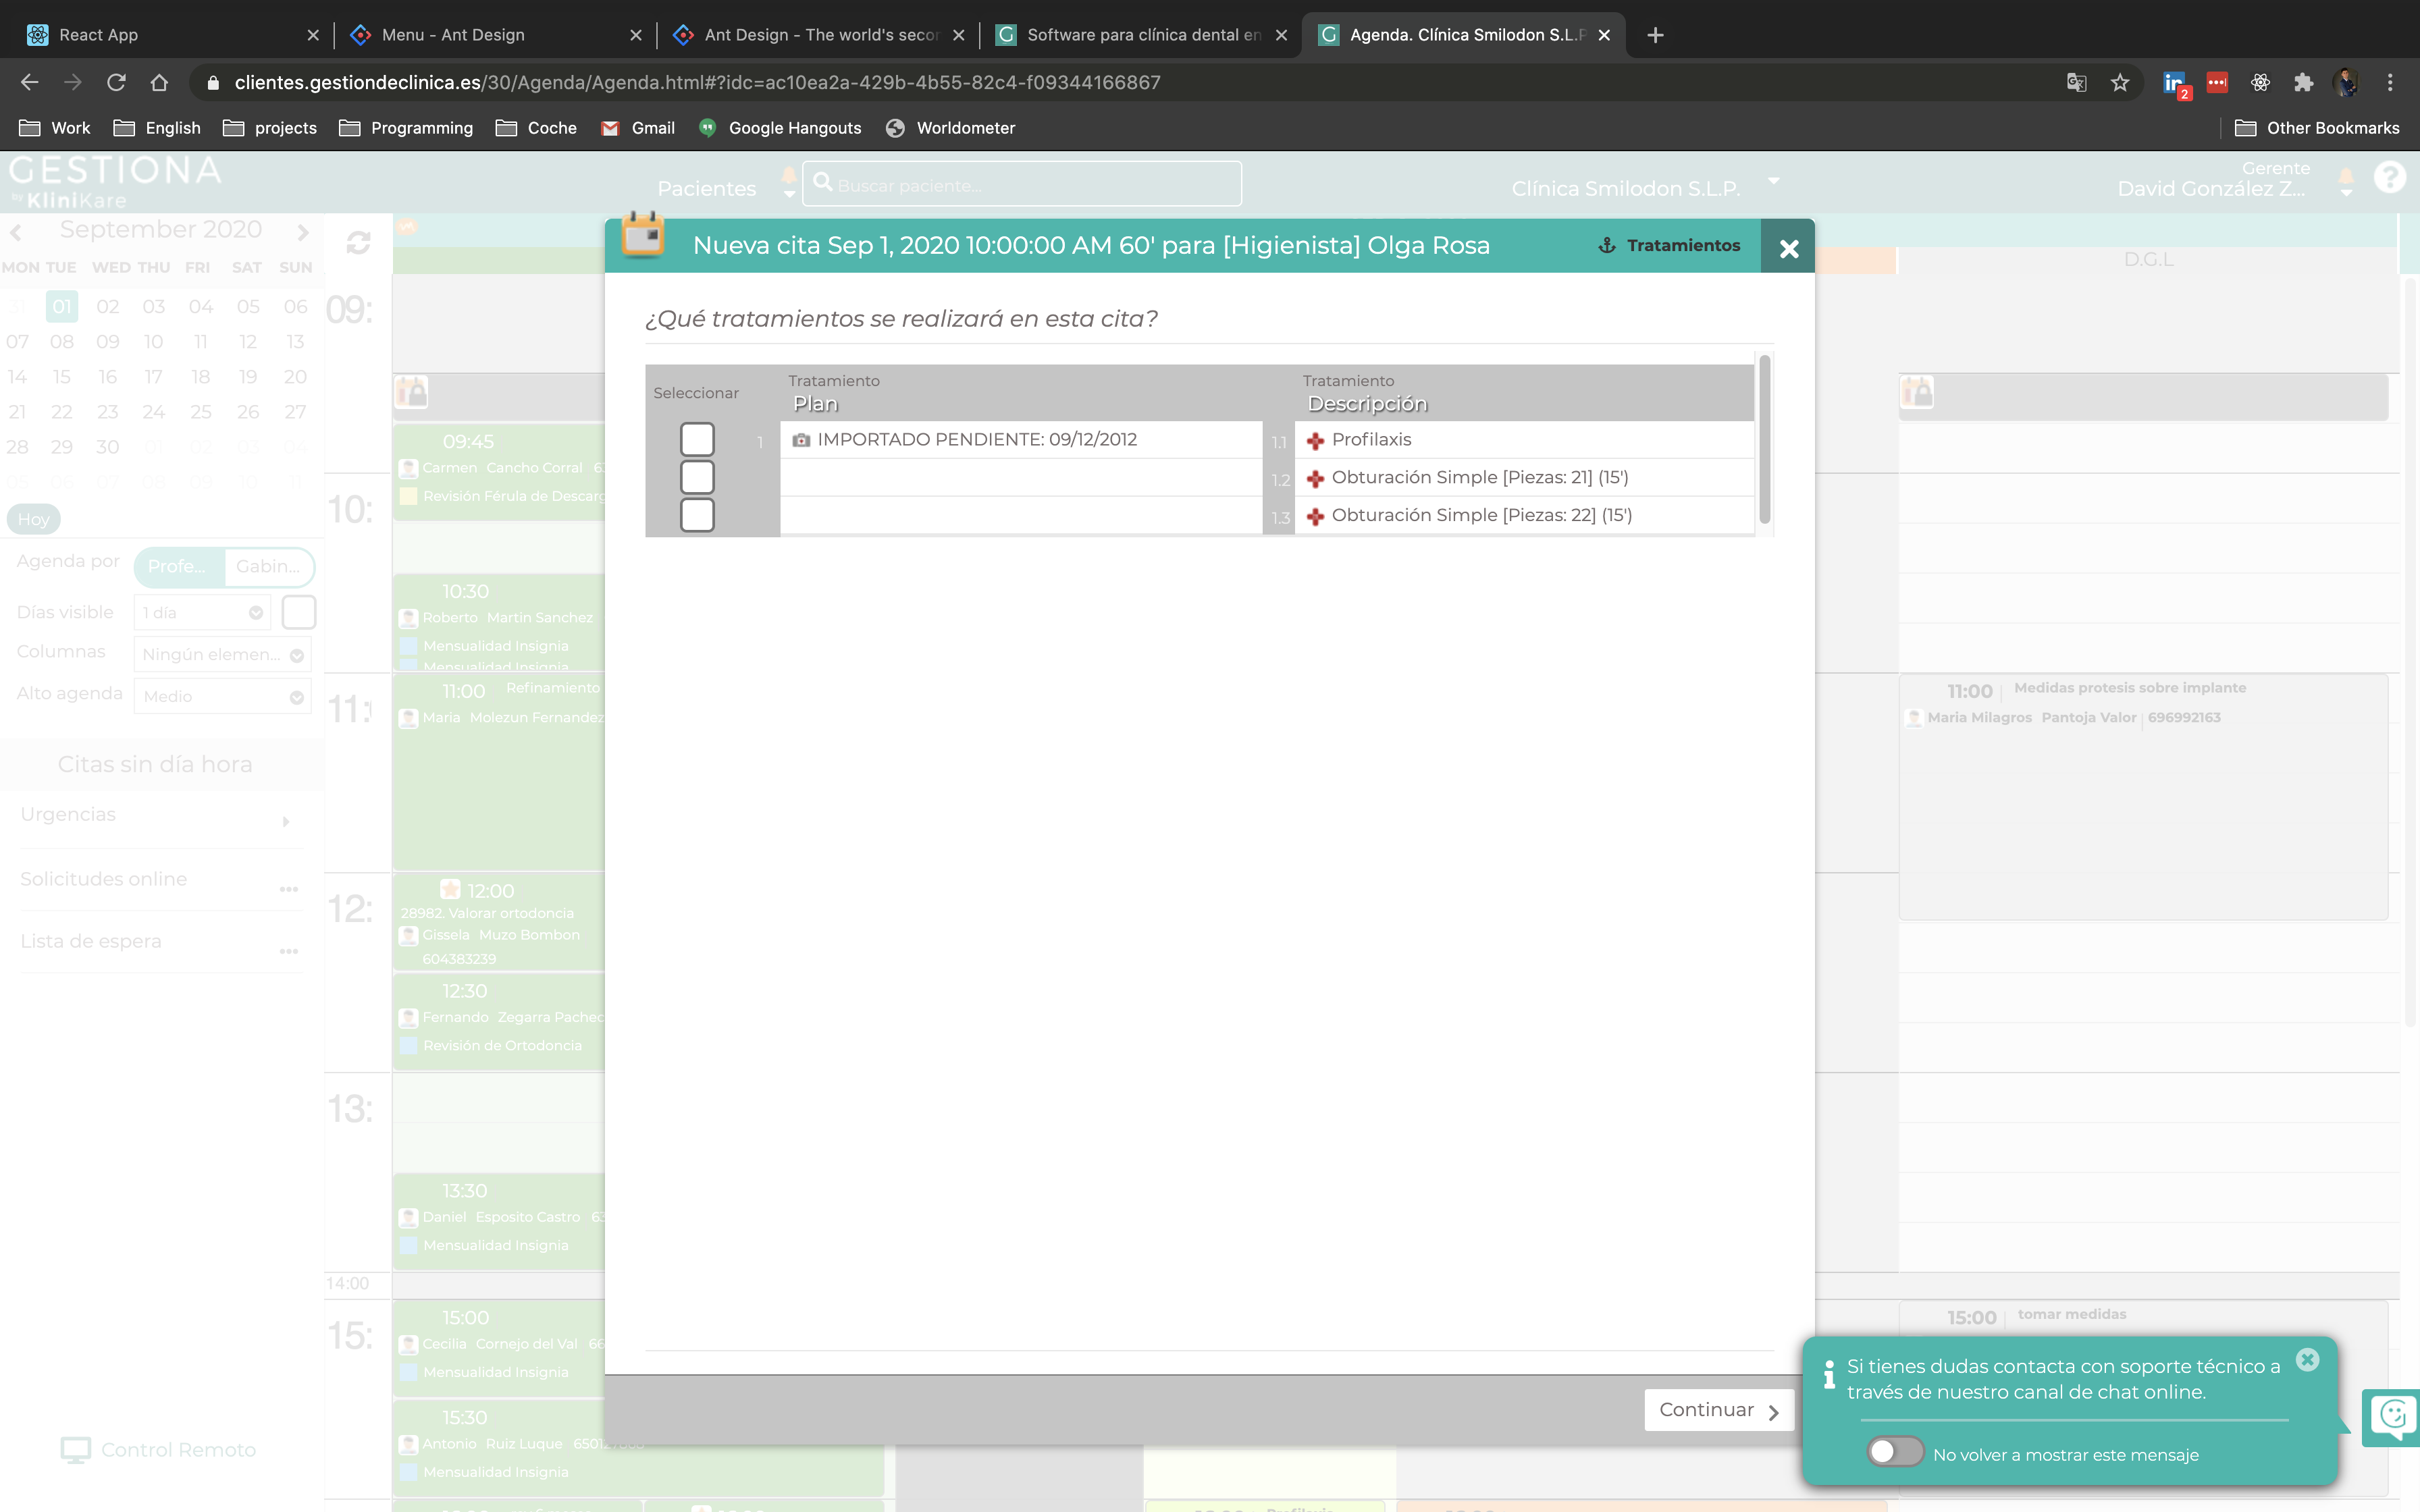 React App
Menu - Ant Design
Ant Design - The world's secon
Software para clínica dental en
Agenda. Clínica Smilodon S.L.P
clientes.gestiondeclinica.es/30/Agenda/Agenda.html#?idc=ac10ea2a-429b-4b55-82c4-f09344166867
2
Work
English
projects
Programming
Coche
Gmail
Google Hangouts
Worldometer
Other Bookmarks
GESTIONA
by KliniKare
Pacientes
Buscar paciente...
Clínica Smilodon S.L.P.
Gerente
David González Z...
September 2020
MON TUE WED THU FRI SAT SUN
31 01 02 03 04 05 06
07 08 09 10 11 12 13
14 15 16 17 18 19 20
21 22 23 24 25 26 27
28 29 30 01 02 03 04
05 06 07 08 09 10 11
Hoy
Agenda por
Profe...
Gabin...
Días visible
1 día
Columnas
Ningún elemen...
Alto agenda
Medio
Citas sin día hora
Urgencias
Solicitudes online
Lista de espera
Control Remoto
09:
10:
11:
12:
13:
14:00
15:
09:45
Carmen Cancho Corral 63
Revisión Férula de Descarg
10:30
Roberto Martin Sanchez
Mensualidad Insignia
Mensualidad Insignia
11:00 Refinamiento
Maria Molezun Fernandez
12:00
28982. Valorar ortodoncia
Gissela Muzo Bombon
604383239
12:30
Fernando Zegarra Pachec
Revisión de Ortodoncia
13:30
Daniel Esposito Castro 63
Mensualidad Insignia
15:00
Cecilia Cornejo del Val 66
Mensualidad Insignia
15:30
Antonio Ruiz Luque
Mensualidad Insignia
Nueva cita Sep 1, 2020 10:00:00 AM 60' para [Higienista] Olga Rosa
Tratamientos
¿Qué tratamientos se realizará en esta cita?
Seleccionar
Tratamiento
Plan
Tratamiento
Descripción
1 IMPORTADO PENDIENTE: 09/12/2012
1.1 Profilaxis
1.2 Obturación Simple [Piezas: 21] (15')
1.3 Obturación Simple [Piezas: 22] (15')
Continuar
D.G.L
11:00 Medidas protesis sobre implante
Maria Milagros Pantoja Valor 696992163
15:00 tomar medidas
Si tienes dudas contacta con soporte técnico a
través de nuestro canal de chat online.
No volver a mostrar este mensaje